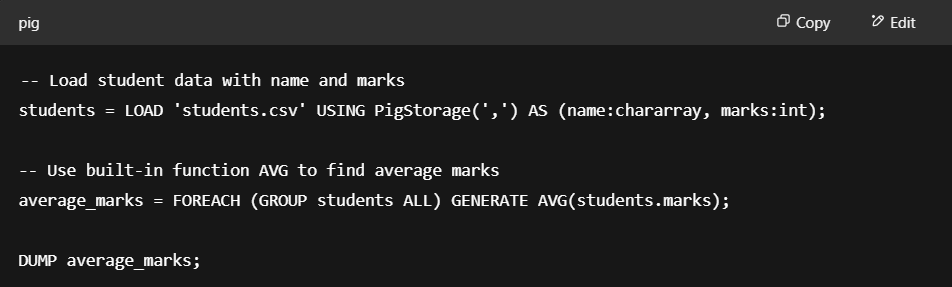 pig
Copy
Edit
-- Load student data with name and marks
students = LOAD 'students.csv' USING PigStorage(',') AS (name:chararray, marks:int);
-- Use built-in function AVG to find average marks
average_marks = FOREACH (GROUP students ALL) GENERATE AVG(students.marks);
DUMP average_marks;